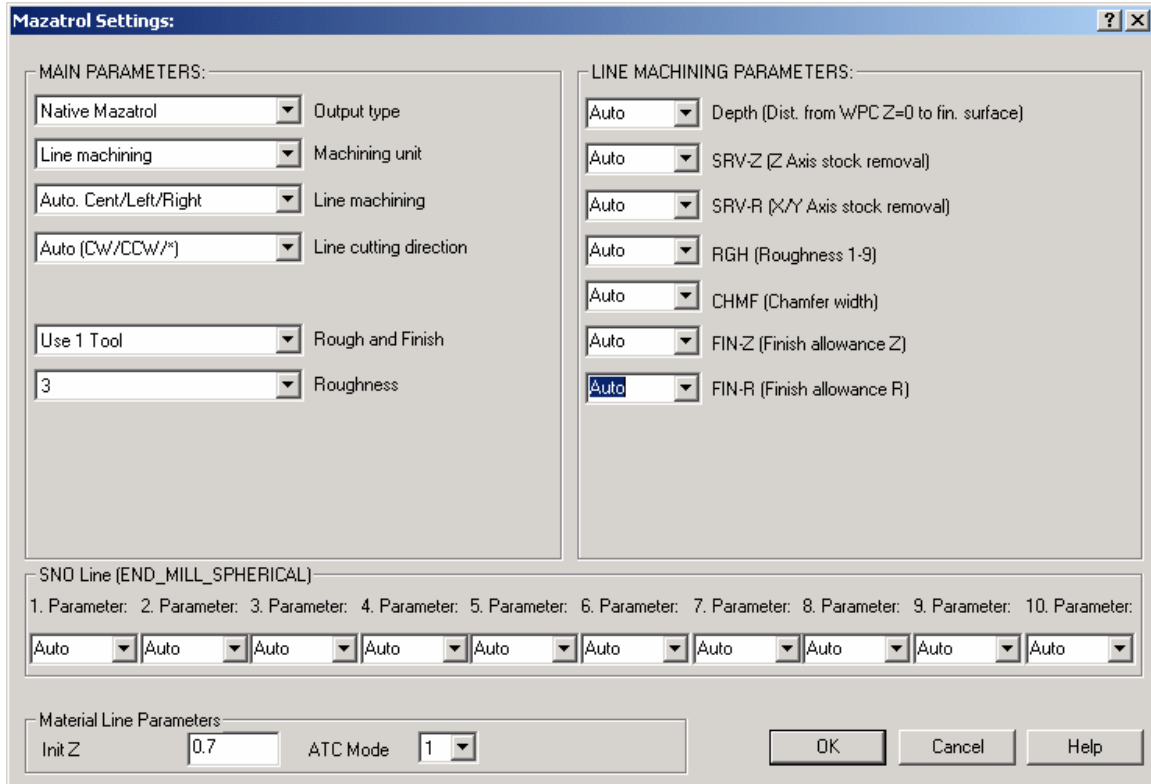 Mazatrol Settings:
MAIN PARAMETERS:
Native Mazatrol Output type
Line machining Machining unit
Auto. Cent/Left/Right Line machining
Auto (CW/CCW/*) Line cutting direction
Use 1 Tool Rough and Finish
3 Roughness
LINE MACHINING PARAMETERS:
Auto Depth (Dist. from WPC Z=0 to fin. surface)
Auto SRV-Z (Z Axis stock removal)
Auto SRV-R (X/Y Axis stock removal)
Auto RGH (Roughness 1-9)
Auto CHMF (Chamfer width)
Auto FIN-Z (Finish allowance Z)
Auto FIN-R (Finish allowance R)
SNO Line (END_MILL_SPHERICAL)
1. Parameter: 2. Parameter: 3. Parameter: 4. Parameter: 5. Parameter: 6. Parameter: 7. Parameter: 8. Parameter: 9. Parameter: 10. Parameter:
Auto Auto Auto Auto Auto Auto Auto Auto Auto Auto
Material Line Parameters
Init Z 0.7 ATC Mode 1
OK Cancel Help